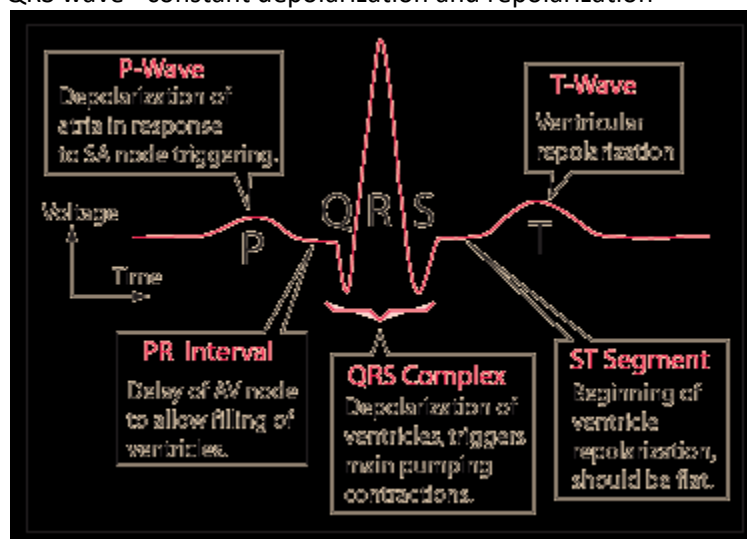 QRS wave - constant depolarization and repolarization
P-Wave
Depolarization of
atria in response
to SA node triggering.
T-Wave
Ventricular
repolarization
Voltage
Time
P
Q R S
T
PR Interval
Delay of AV node
to allow filling of
ventricles.
QRS Complex
Depolarization of
ventricles, triggers
main pumping
contractions.
ST Segment
Beginning of
ventricle
repolarization,
should be flat.